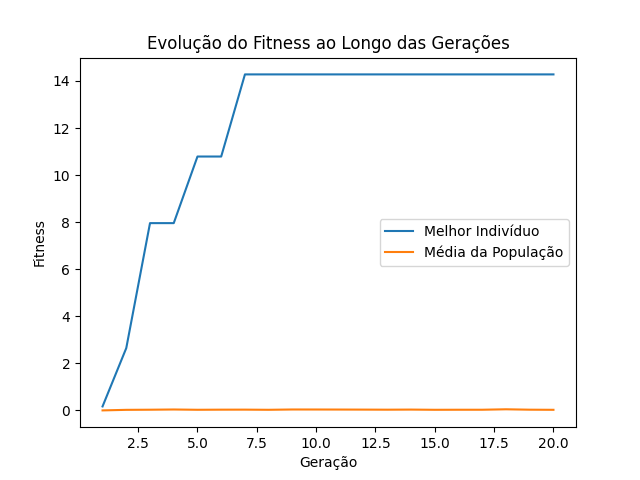 Evolução do Fitness ao Longo das Gerações
Fitness
14
12
10
8
6
4
2
0
Melhor Indivíduo
Média da População
2.5 5.0 7.5 10.0 12.5 15.0 17.5 20.0
Geração